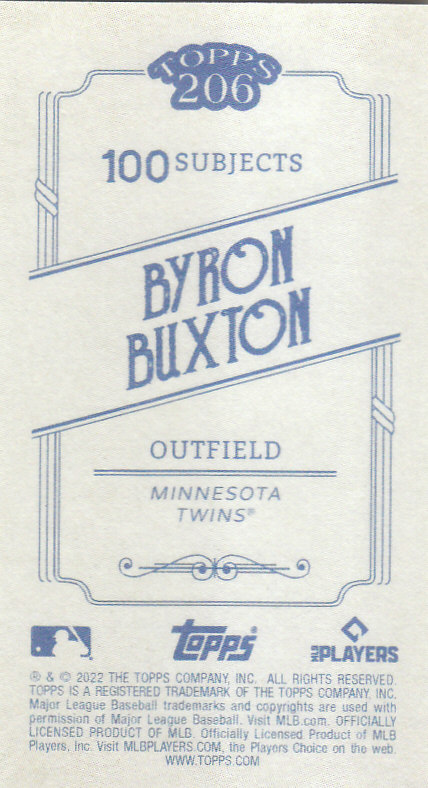 TOPPS
206
100 SUBJECTS
BYRON
BUXTON
OUTFIELD
MINNESOTA
TWINS®
Topps®
MLB PLAYERS
® & © 2022 THE TOPPS COMPANY, INC. ALL RIGHTS RESERVED.
TOPPS IS A REGISTERED TRADEMARK OF THE TOPPS COMPANY, INC.
Major League Baseball trademarks and copyrights are used with
permission of Major League Baseball. Visit MLB.com. OFFICIALLY
LICENSED PRODUCT OF MLB. Officially Licensed Product of MLB
Players, Inc. Visit MLBPLAYERS.COM, the Players Choice on the web.
WWW.TOPPS.COM